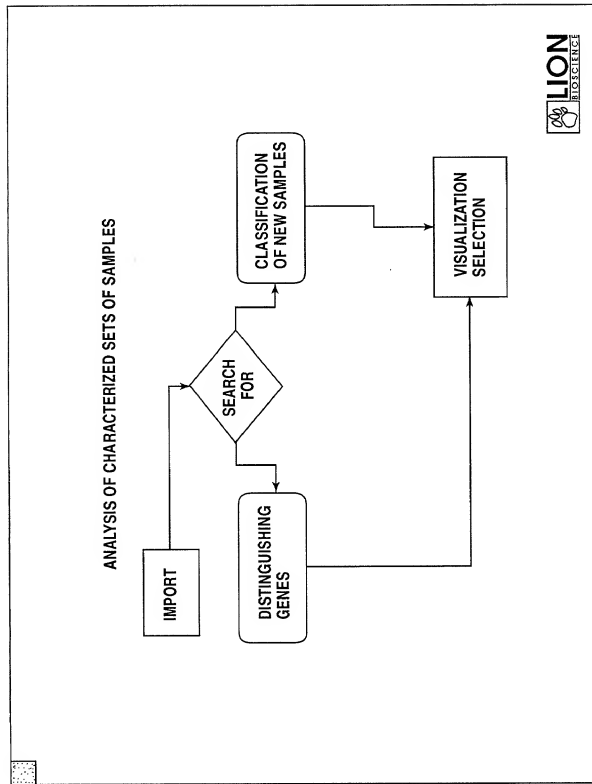 ANALYSIS OF CHARACTERIZED SETS OF SAMPLES
IMPORT
SEARCH
FOR
DISTINGUISHING
GENES
CLASSIFICATION
OF NEW SAMPLES
VISUALIZATION
SELECTION
LION
BIOSCIENCE